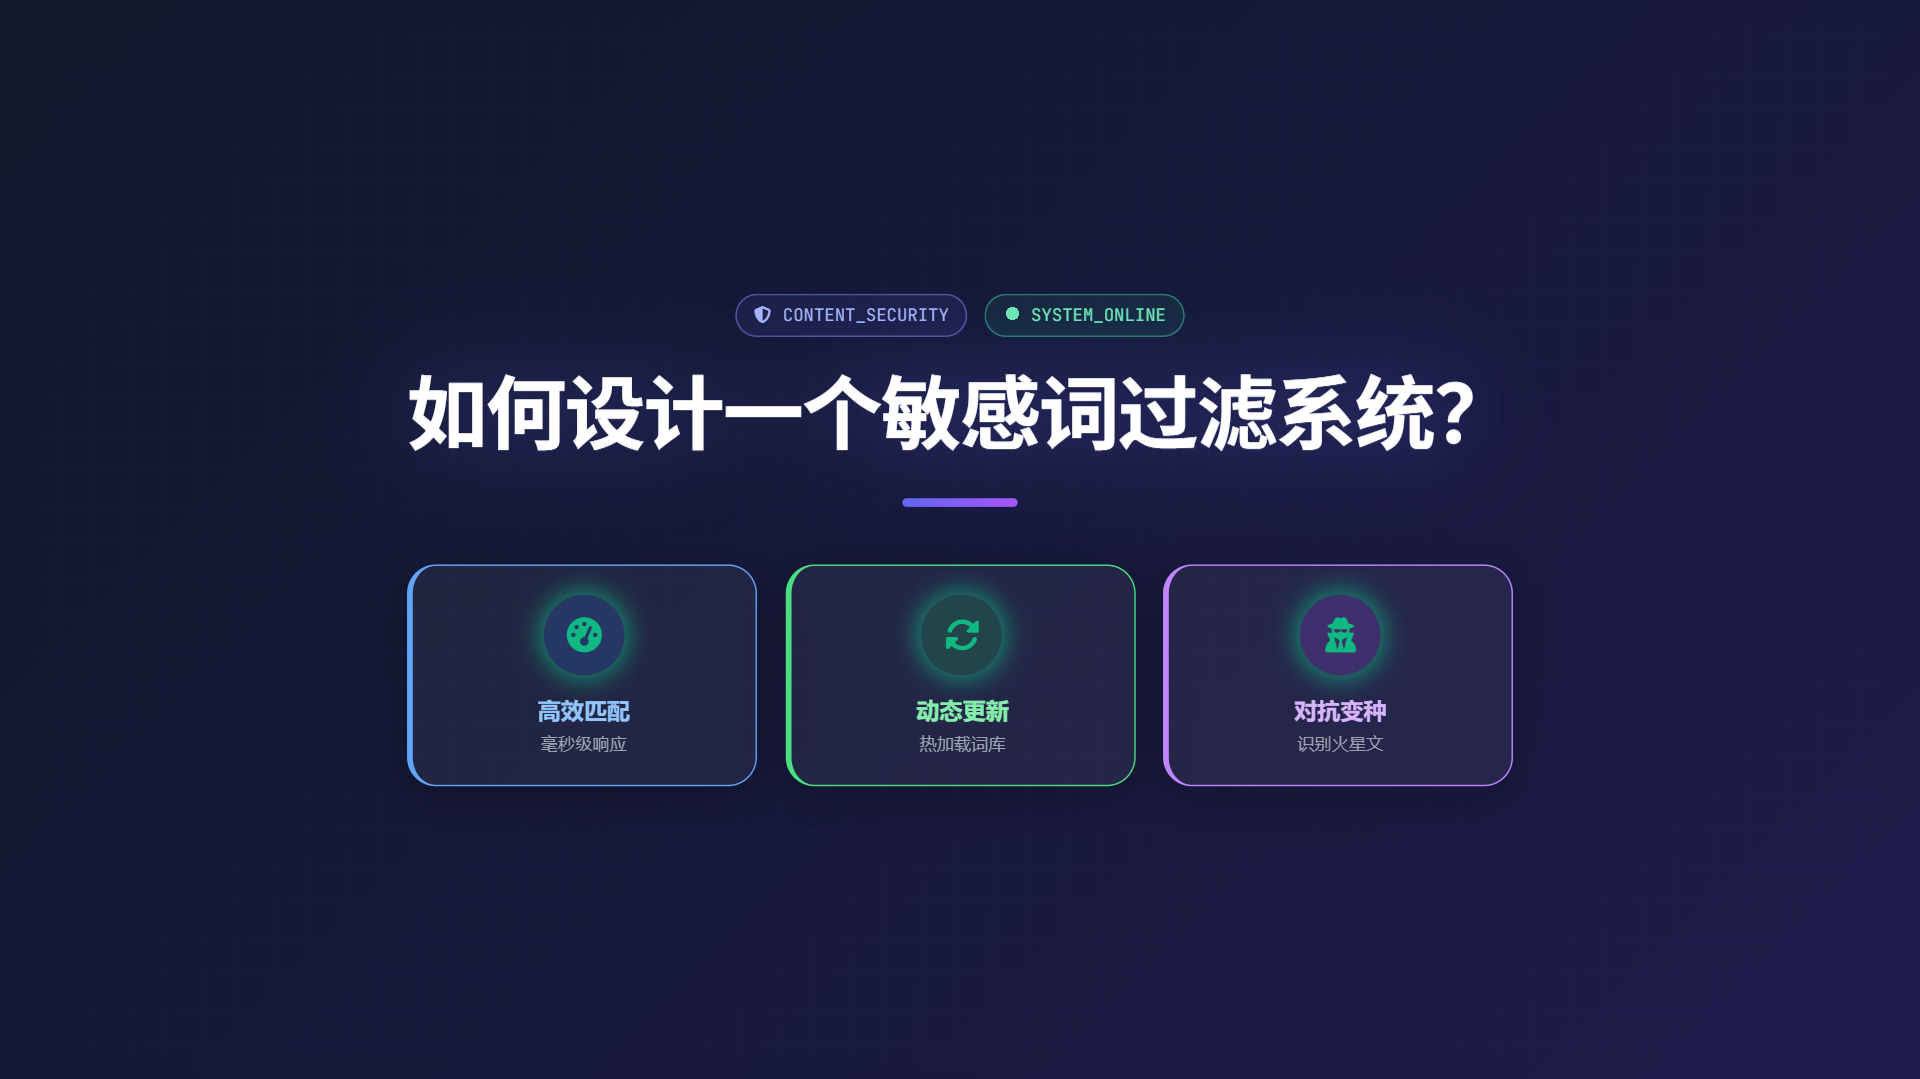 CONTENT_SECURITY
SYSTEM_ONLINE
如何设计一个敏感词过滤系统？
高效匹配
毫秒级响应
动态更新
热加载词库
对抗变种
识别火星文